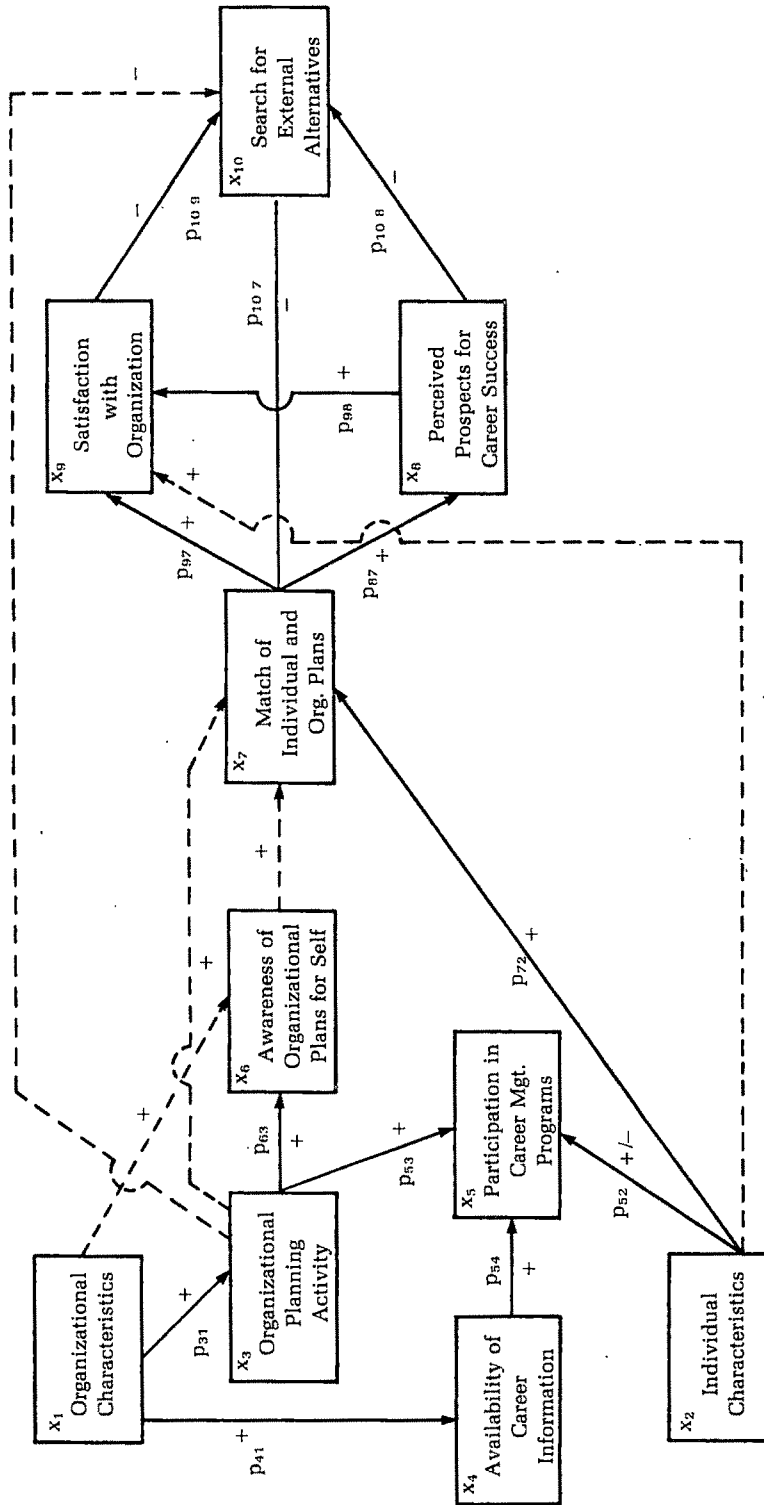 x₁
Organizational
Characteristics
+
p₃₁
+
p₄₁
+
x₃
Organizational
Planning
Activity
x₄
Availability of
Career
Information
x₂
Individual
Characteristics
p₆₃
+
p₅₃
+
p₅₄
+
p₅₂
+/−
x₆
Awareness of
Organizational
Plans for Self
x₅
Participation in
Career Mgt.
Programs
+
+
p₇₂
+
x₇
Match of
Individual and
Org. Plans
p₉₇
+
p₈₇
+
+
x₉
Satisfaction
with
Organization
p₉₈
+
x₈
Perceived
Prospects for
Career Success
p₁₀ ₇
−
p₁₀ ₉
−
p₁₀ ₈
−
−
x₁₀
Search for
External
Alternatives